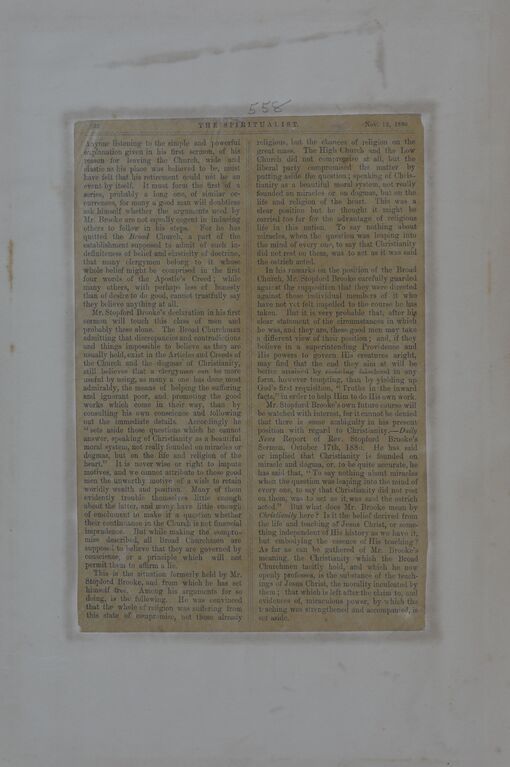 558
THE SPIRITUALIST. Nov. 12, 1880
Anyone listening to the simple and powerful
explanation given in his first sermon, of his
reason for leaving the Church, wide and
elastic as his place was believed to be, must
have felt that his retirement would not be an
event by itself. It must form the first of a
series, probably a long one, of similar oc-
currences, for many a good man will doubtless
ask himself whether the arguments used by
Mr. Brooke are not equally cogent in inducing
others to follow in his steps. For he has
quitted the Broad Church, a part of the
establishment supposed to admit of such in-
definiteness of belief and elasticity of doctrine,
that many clergymen belong to it whose
whole belief might be comprised in the first
four words of the Apostle's Creed; while
many others, with perhaps less of honesty
than of desire to do good, cannot trustfully say
they believe anything at all.
Mr. Stopford Brooke's declaration in his first
sermon will touch this class of men and
probably these alone. The Broad Churchman
admitting that discrepancies and contradictions
and things impossible to believe as they are
usually held, exist in the Articles and Creeds of
the Church and the dogmas of Christianity,
still believes that a clergyman can be more
useful by using, as many a one has done most
admirably, the means of helping the suffering
and ignorant poor, and promoting the good
works which come in their way, than by
consulting his own conscience and following
out the immediate details. Accordingly he
"sets aside those questions which he cannot
answer, speaking of Christianity as a beautiful
moral system, not really founded on miracles or
dogmas, but on the life and religion of the
heart." It is never wise or right to impute
motives, and we cannot attribute to these good
men the unworthy motive of a wish to retain
worldly wealth and position. Many of them
evidently trouble themselves little enough
about the latter, and many have little enough
of emolument to make it a question whether
their continuance in the Church is not financial
imprudence. But while making the compro-
mise described, all Broad Churchmen are
supposed to believe that they are governed by
conscience, or a principle which will not
permit them to affirm a lie.
This is the situation formerly held by Mr.
Stopford Brooke, and from which he has set
himself free. Among his arguments for so
doing, is the following. He was convinced
that the whole of religion was suffering from
this state of compromise, not those already
religious, but the chances of religion on the
great mass. The High Church and the Low
Church did not compromise at all, but the
liberal party compromised the matter by
putting aside the question; speaking of Chris-
tianity as a beautiful moral system, not really
founded on miracles or on dogmas, but on the
life and religion of the heart. This was a
clear position but he thought it might be
carried too far for the advantage of religious
life in this nation. To say nothing about
miracles, when the question was leaping into
the mind of every one, to say that Christianity
did not rest on them, was to act as it was said
the ostrich acted.
In his remarks on the position of the Broad
Church, Mr. Stopford Brooke carefully guarded
against the supposition that they were directed
against those individual members of it who
have not yet felt impelled to the course he has
taken. But it is very probable that, after his
clear statement of the circumstances in which
he was, and they are, these good men may take
a different view of their position; and, if they
believe in a superintending Providence and
His powers to govern His creatures aright,
may find that the end they aim at will be
better attained by resisting falsehood in any
form, however tempting, than by yielding up
God's first requisition, "Truths in the inward
facts," in order to help Him to do His own work.
Mr. Stopford Brooke's own future course will
be watched with interest, for it cannot be denied
that there is some ambiguity in his present
position with regard to Christianity.—Daily
News Report of Rev. Stopford Brooke's
Sermon, October 17th, 1880. He has said
or implied that Christianity is founded on
miracle and dogma, or, to be quite accurate, he
has said that, "To say nothing about miracles
when the question was leaping into the mind of
every one, to say that Christianity did not rest
on them, was to act as it was said the ostrich
acted." But what does Mr. Brooke mean by
Christianity here? Is it the belief derived from
the life and teaching of Jesus Christ, or some-
thing independent of His history as we have it,
but embodying the essence of His teaching?
As far as can be gathered of Mr. Brooke's
meaning, the Christianity which the Broad
Churchmen tacitly hold, and which he now
openly professes, is the substance of the teach-
ings of Jesus Christ, the morality inculcated by
them; that which is left after the claim to, and
evidences of, miraculous power, by which the
teaching was strengthened and accompanied, is
set aside.